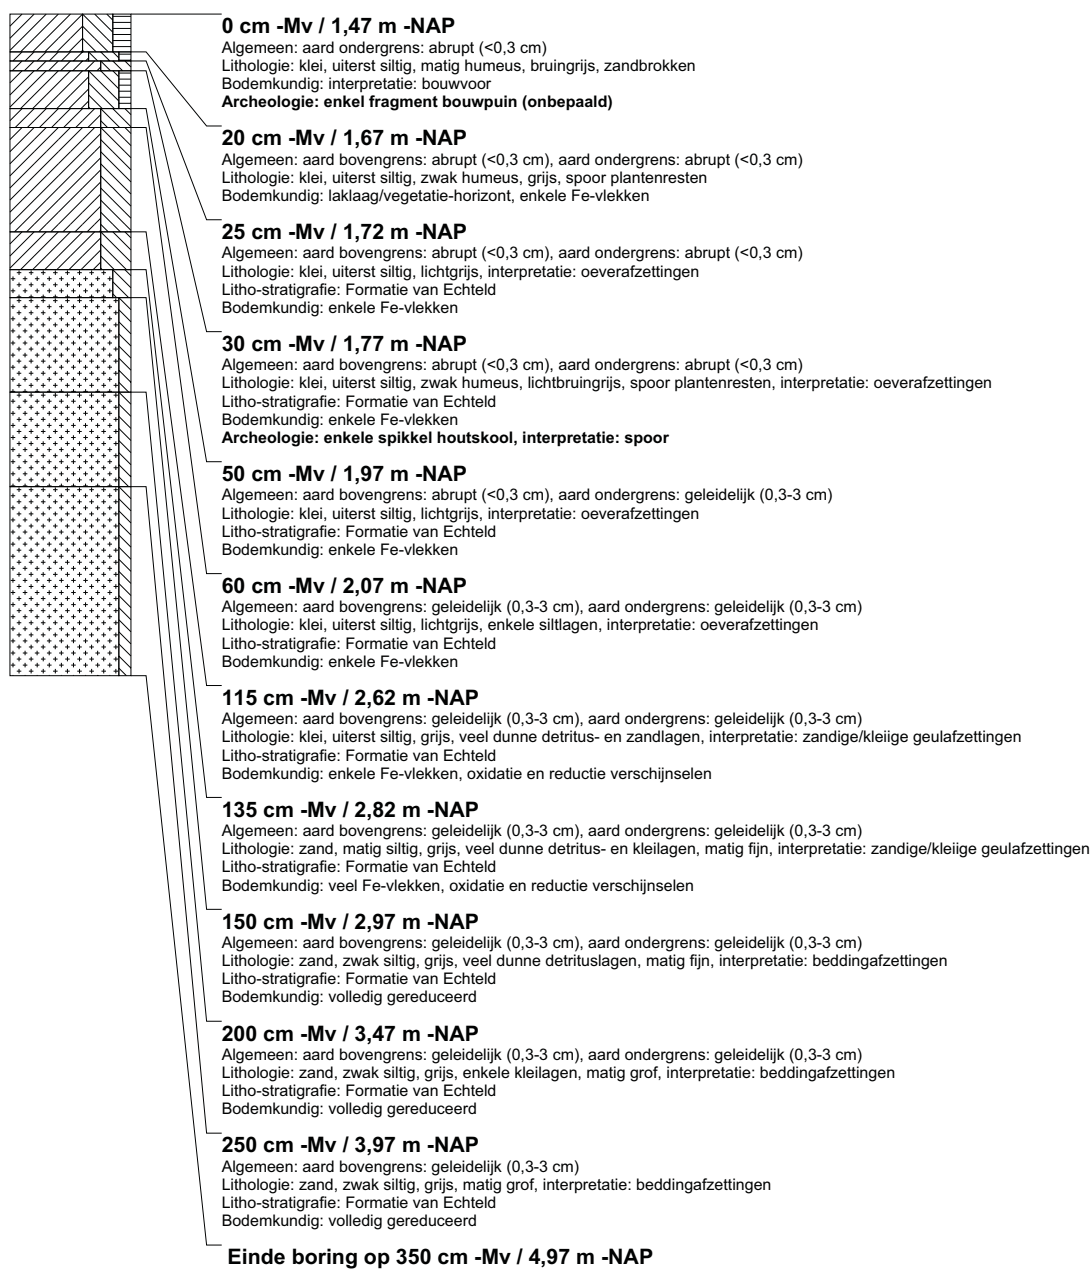 0 cm -Mv / 1,47 m -NAP
Algemeen: aard ondergrens: abrupt (<0,3 cm)
Lithologie: klei, uiterst siltig, matig humeus, bruingrijs, zandbrokken
Bodemkundig: interpretatie: bouwvoor
Archeologie: enkel fragment bouwpuin (onbepaald)
20 cm -Mv / 1,67 m -NAP
Algemeen: aard bovengrens: abrupt (<0,3 cm), aard ondergrens: abrupt (<0,3 cm)
Lithologie: klei, uiterst siltig, zwak humeus, grijs, spoor plantenresten
Bodemkundig: laklaag/vegetatie-horizont, enkele Fe-vlekken
25 cm -Mv / 1,72 m -NAP
Algemeen: aard bovengrens: abrupt (<0,3 cm), aard ondergrens: abrupt (<0,3 cm)
Lithologie: klei, uiterst siltig, lichtgrijs, interpretatie: oeverafzettingen
Litho-stratigrafie: Formatie van Echteld
Bodemkundig: enkele Fe-vlekken
30 cm -Mv / 1,77 m -NAP
Algemeen: aard bovengrens: abrupt (<0,3 cm), aard ondergrens: abrupt (<0,3 cm)
Lithologie: klei, uiterst siltig, zwak humeus, lichtbruingrijs, spoor plantenresten, interpretatie: oeverafzettingen
Litho-stratigrafie: Formatie van Echteld
Bodemkundig: enkele Fe-vlekken
Archeologie: enkele spikkel houtskool, interpretatie: spoor
50 cm -Mv / 1,97 m -NAP
Algemeen: aard bovengrens: abrupt (<0,3 cm), aard ondergrens: geleidelijk (0,3-3 cm)
Lithologie: klei, uiterst siltig, lichtgrijs, interpretatie: oeverafzettingen
Litho-stratigrafie: Formatie van Echteld
Bodemkundig: enkele Fe-vlekken
60 cm -Mv / 2,07 m -NAP
Algemeen: aard bovengrens: geleidelijk (0,3-3 cm), aard ondergrens: geleidelijk (0,3-3 cm)
Lithologie: klei, uiterst siltig, lichtgrijs, enkele siltlagen, interpretatie: oeverafzettingen
Litho-stratigrafie: Formatie van Echteld
Bodemkundig: enkele Fe-vlekken
115 cm -Mv / 2,62 m -NAP
Algemeen: aard bovengrens: geleidelijk (0,3-3 cm), aard ondergrens: geleidelijk (0,3-3 cm)
Lithologie: klei, uiterst siltig, grijs, veel dunne detritus- en zandlagen, interpretatie: zandige/kleiige geulafzettingen
Litho-stratigrafie: Formatie van Echteld
Bodemkundig: enkele Fe-vlekken, oxidatie en reductie verschijnselen
135 cm -Mv / 2,82 m -NAP
Algemeen: aard bovengrens: geleidelijk (0,3-3 cm), aard ondergrens: geleidelijk (0,3-3 cm)
Lithologie: zand, matig siltig, grijs, veel dunne detritus- en kleilagen, matig fijn, interpretatie: zandige/kleiige geulafzettingen
Litho-stratigrafie: Formatie van Echteld
Bodemkundig: veel Fe-vlekken, oxidatie en reductie verschijnselen
150 cm -Mv / 2,97 m -NAP
Algemeen: aard bovengrens: geleidelijk (0,3-3 cm), aard ondergrens: geleidelijk (0,3-3 cm)
Lithologie: zand, zwak siltig, grijs, veel dunne detrituslagen, matig fijn, interpretatie: beddingafzettingen
Litho-stratigrafie: Formatie van Echteld
Bodemkundig: volledig gereduceerd
200 cm -Mv / 3,47 m -NAP
Algemeen: aard bovengrens: geleidelijk (0,3-3 cm), aard ondergrens: geleidelijk (0,3-3 cm)
Lithologie: zand, zwak siltig, grijs, enkele kleilagen, matig grof, interpretatie: beddingafzettingen
Litho-stratigrafie: Formatie van Echteld
Bodemkundig: volledig gereduceerd
250 cm -Mv / 3,97 m -NAP
Algemeen: aard bovengrens: geleidelijk (0,3-3 cm)
Lithologie: zand, zwak siltig, grijs, matig grof, interpretatie: beddingafzettingen
Litho-stratigrafie: Formatie van Echteld
Bodemkundig: volledig gereduceerd
Einde boring op 350 cm -Mv / 4,97 m -NAP